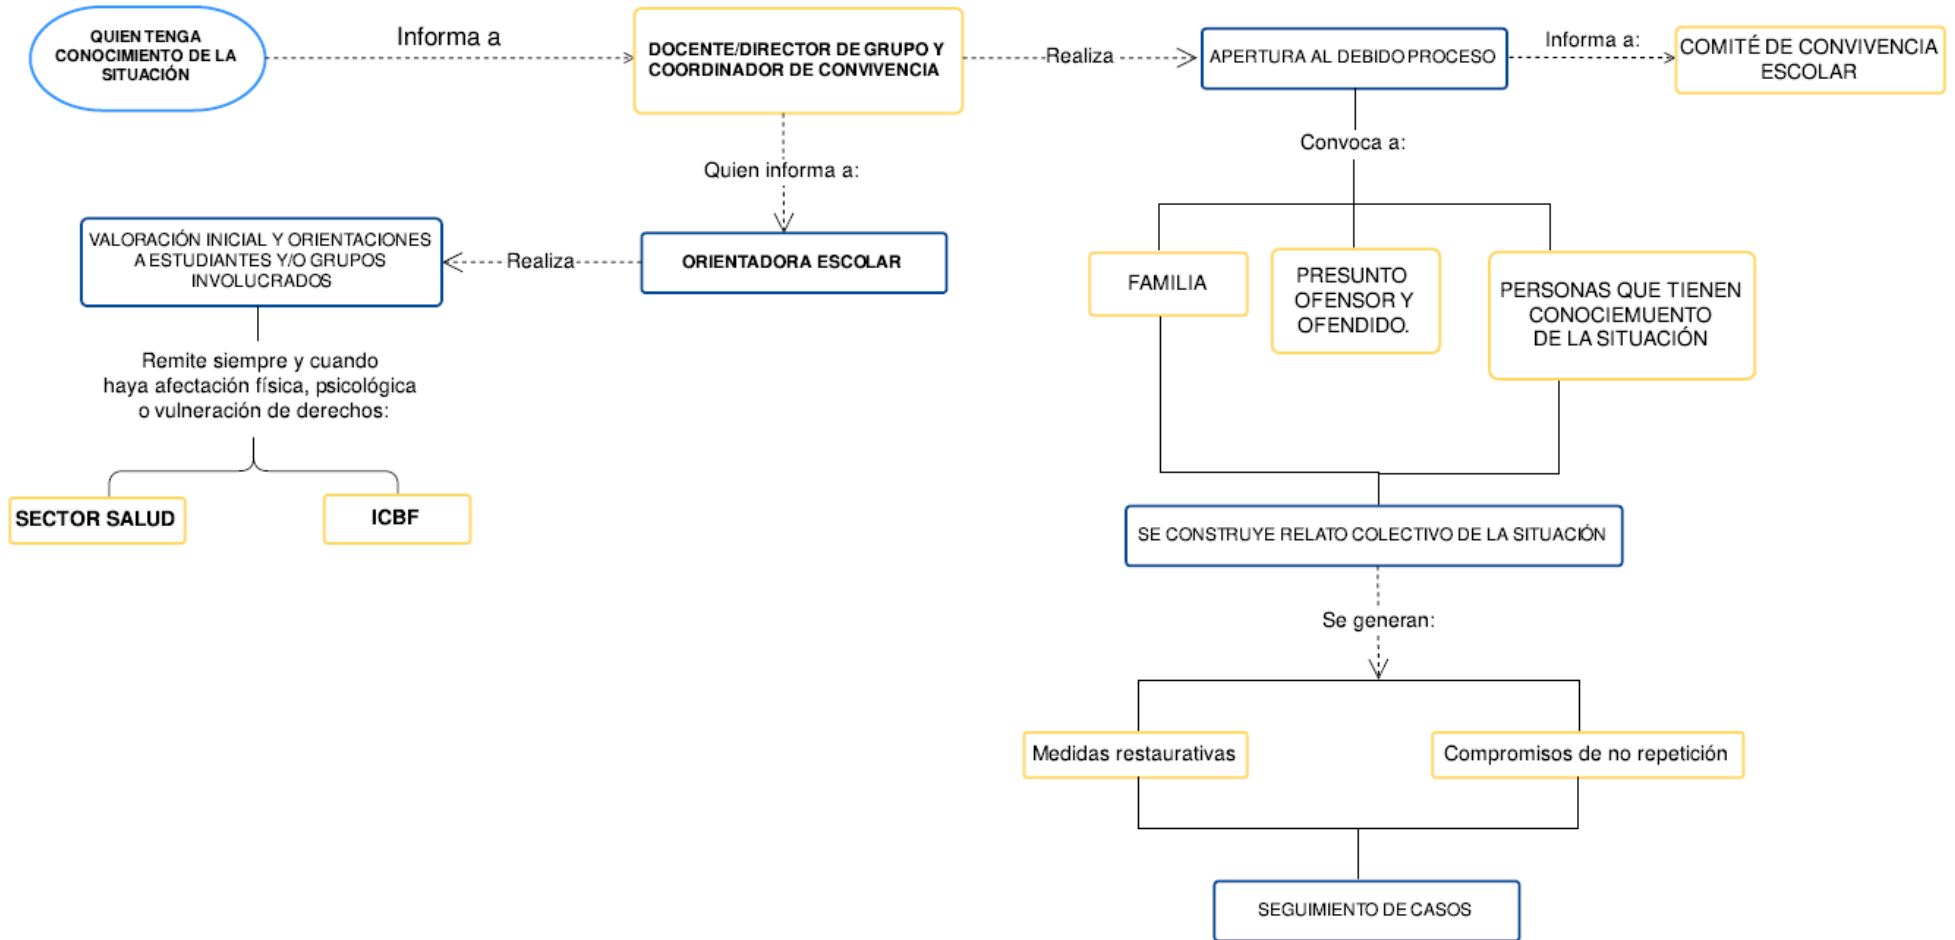 QUIEN TENGA
CONOCIMIENTO DE LA
SITUACIÓN
Informa a
DOCENTE/DIRECTOR DE GRUPO Y
COORDINADOR DE CONVIVENCIA
Realiza
APERTURA AL DEBIDO PROCESO
Informa a:
COMITÉ DE CONVIVENCIA
ESCOLAR
Quien informa a:
Convoca a:
VALORACIÓN INICIAL Y ORIENTACIONES
A ESTUDIANTES Y/O GRUPOS
INVOLUCRADOS
Realiza
ORIENTADORA ESCOLAR
FAMILIA
PRESUNTO
OFENSOR Y
OFENDIDO.
PERSONAS QUE TIENEN
CONOCIEMUENTO
DE LA SITUACIÓN
Remite siempre y cuando
haya afectación física, psicológica
o vulneración de derechos:
SECTOR SALUD
ICBF
SE CONSTRUYE RELATO COLECTIVO DE LA SITUACIÓN
Se generan:
Medidas restaurativas
Compromisos de no repetición
SEGUIMIENTO DE CASOS